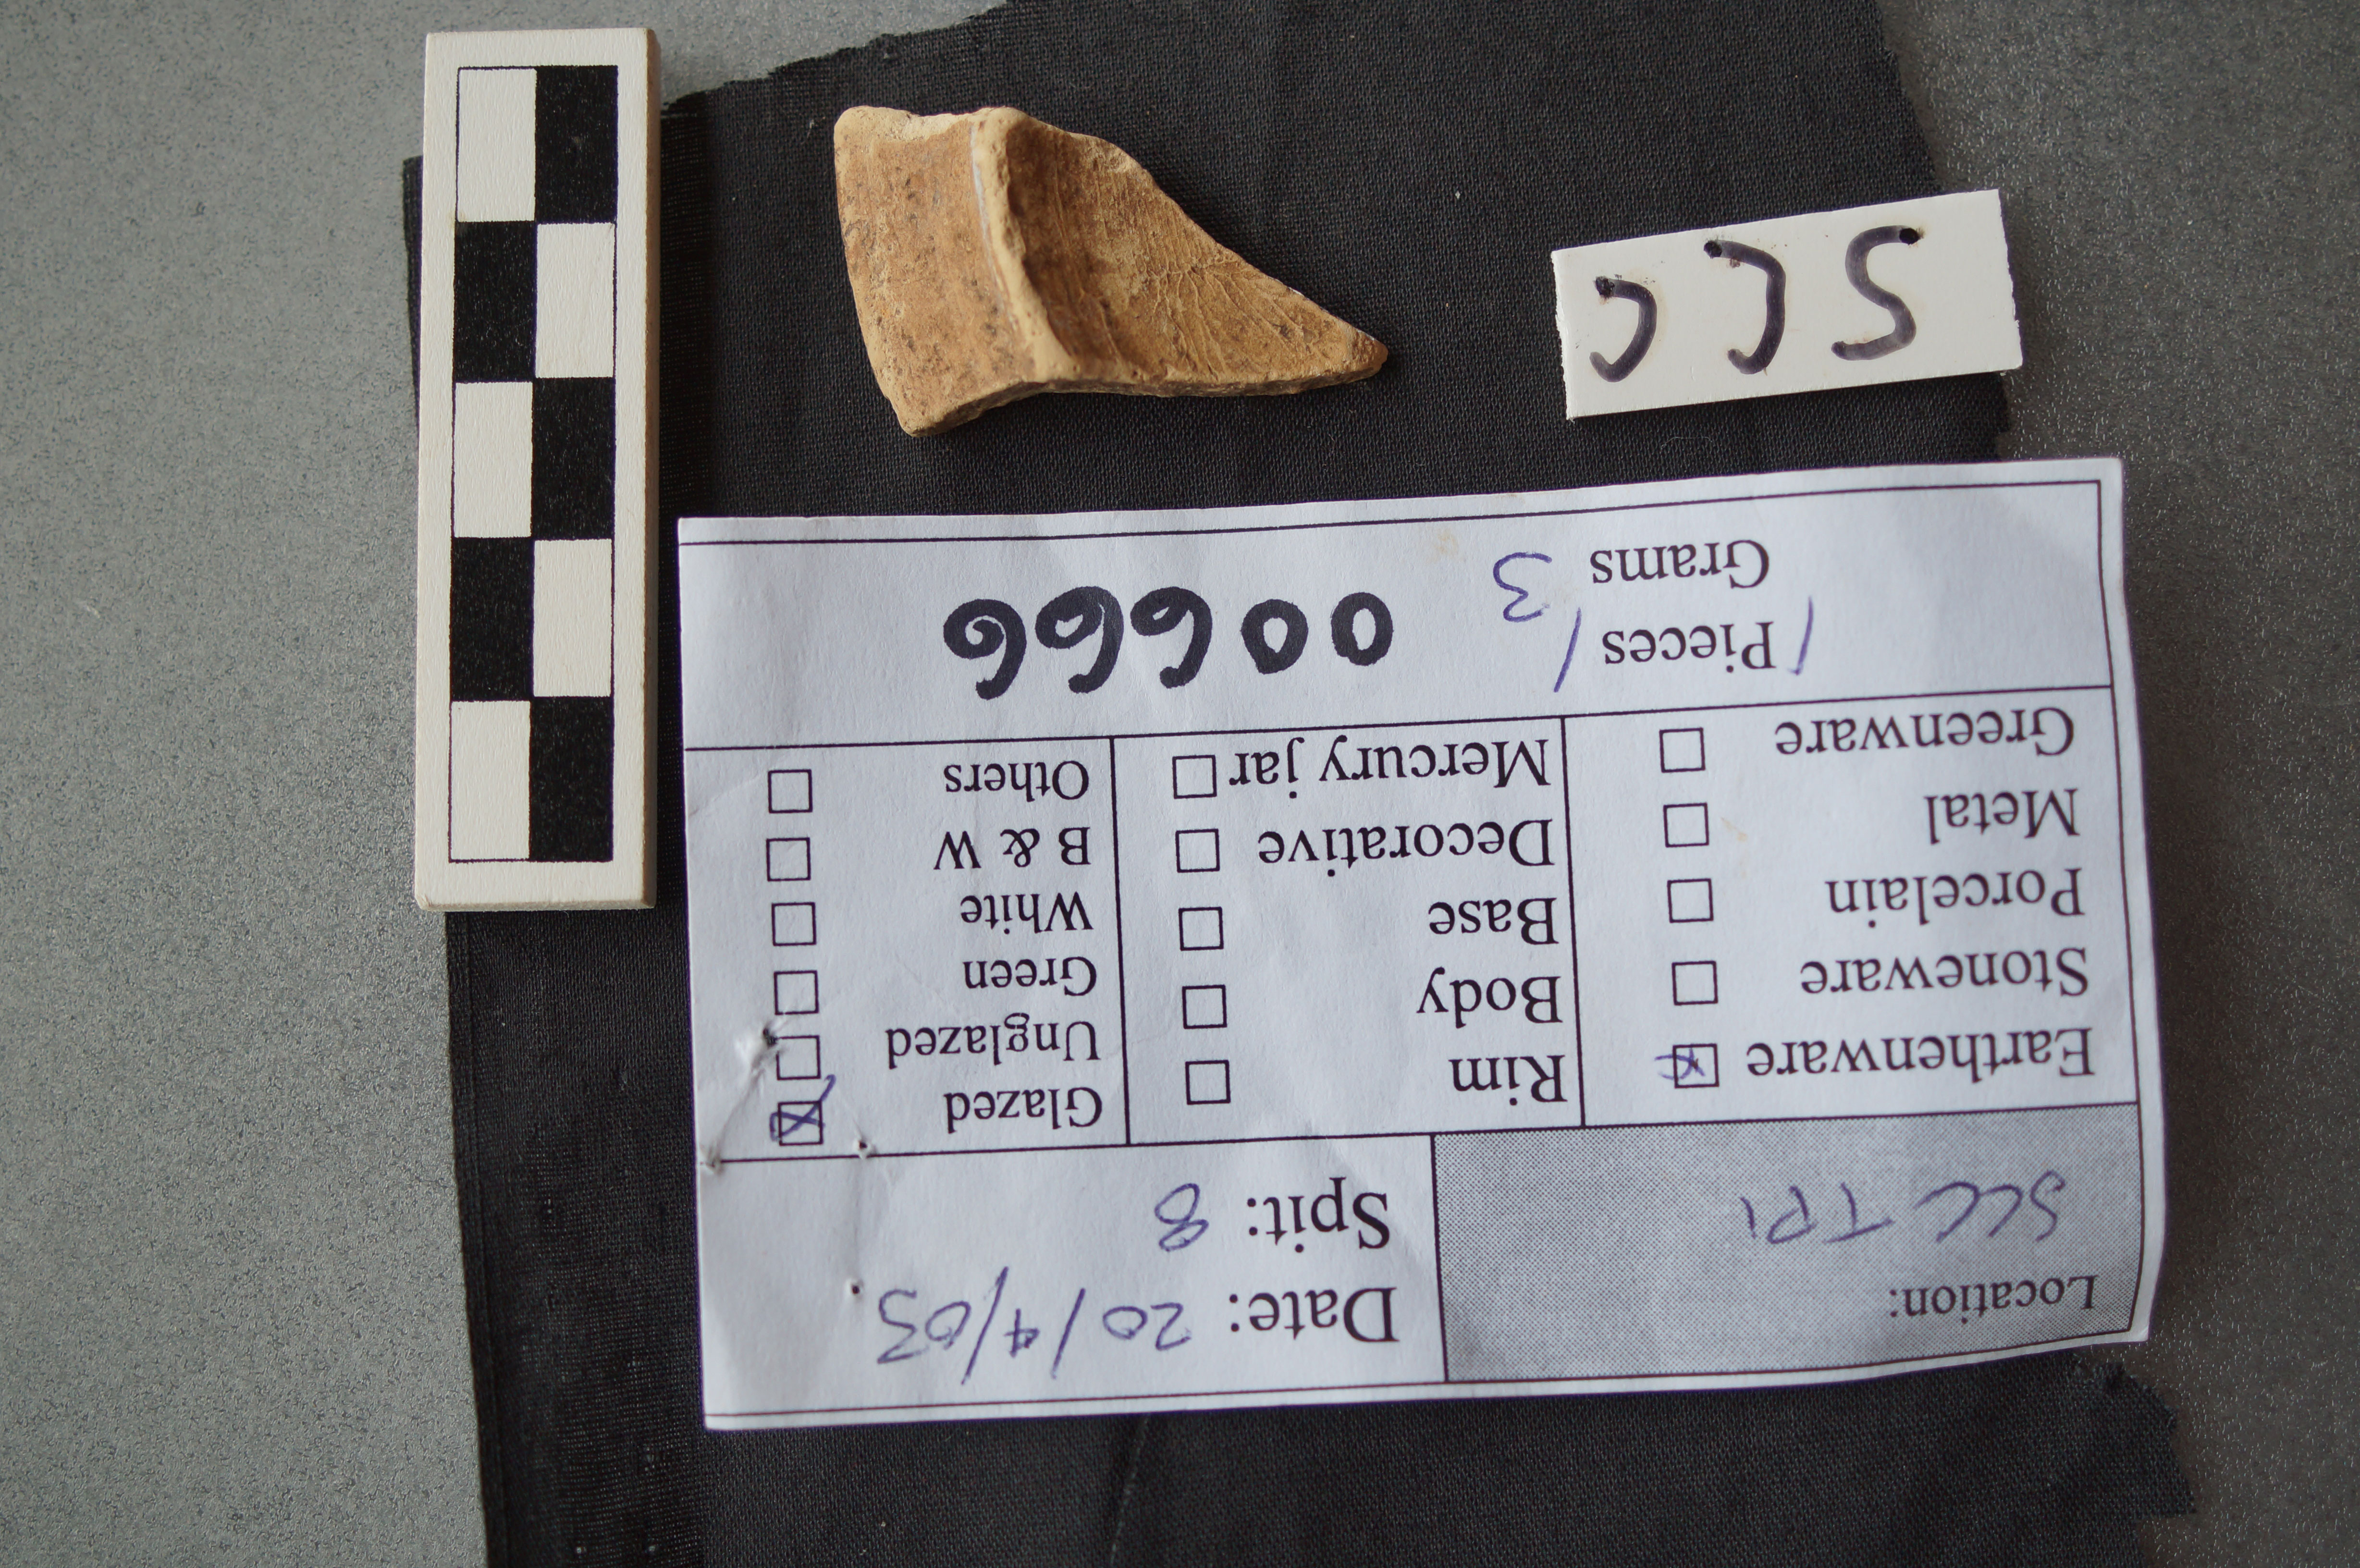 Location:
SCC TP1
Date: 20/4/03.
Spit: 8
Earthenware
Stoneware
Porcelain
Metal
Greenware
Rim
Body
Base
Decorative
Mercury jar
Glazed
Unglazed
Green
White
B & W
Others
Pieces 1
Grams 3
00666
SCC